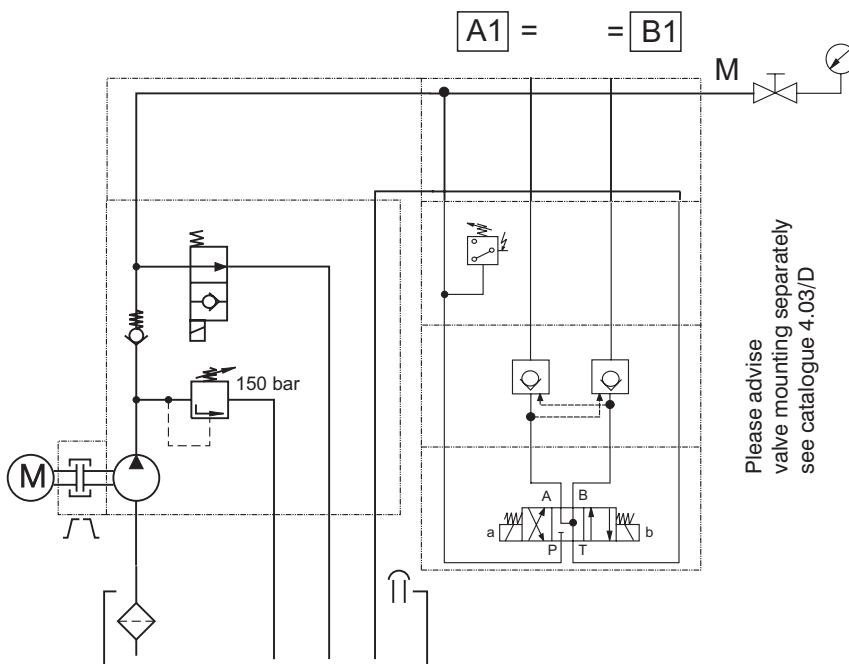 A1 = = B1
M
150 bar
M
A B
a b
P T
Please advise
valve mounting separately
see catalogue 4.03/D